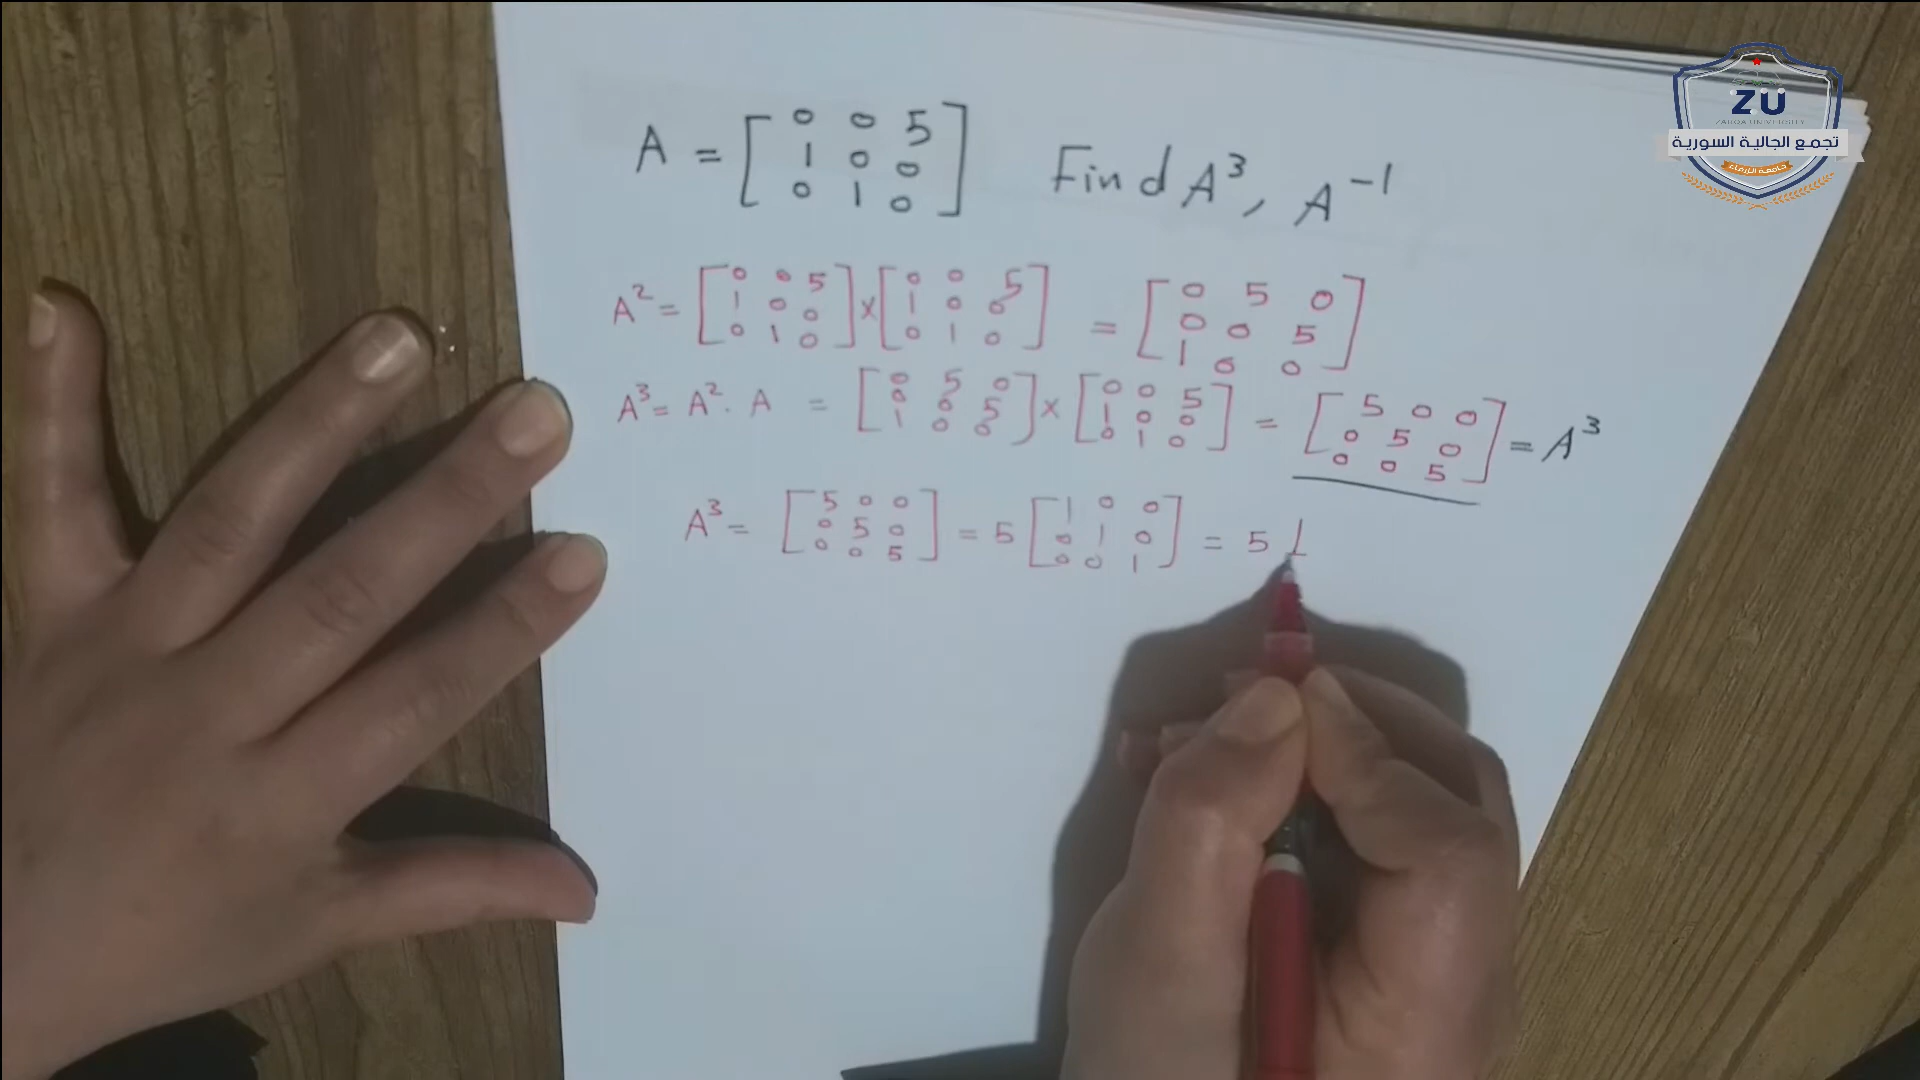 A = [ 0 0 5 ; 1 0 0 ; 0 1 0 ] Find A³, A⁻¹
A² = [ 0 0 5 ; 1 0 0 ; 0 1 0 ] × [ 0 0 5 ; 1 0 0 ; 0 1 0 ] = [ 0 5 0 ; 0 0 5 ; 1 0 0 ]
A³ = A² . A = [ 0 5 0 ; 0 0 5 ; 1 0 0 ] × [ 0 0 5 ; 1 0 0 ; 0 1 0 ] = [ 5 0 0 ; 0 5 0 ; 0 0 5 ] = A³
A³ = [ 5 0 0 ; 0 5 0 ; 0 0 5 ] = 5 [ 1 0 0 ; 0 1 0 ; 0 0 1 ] = 5 I
ZU
ZARQA UNIVERSITY
تجمع الجالية السورية
جامعة الزرقاء